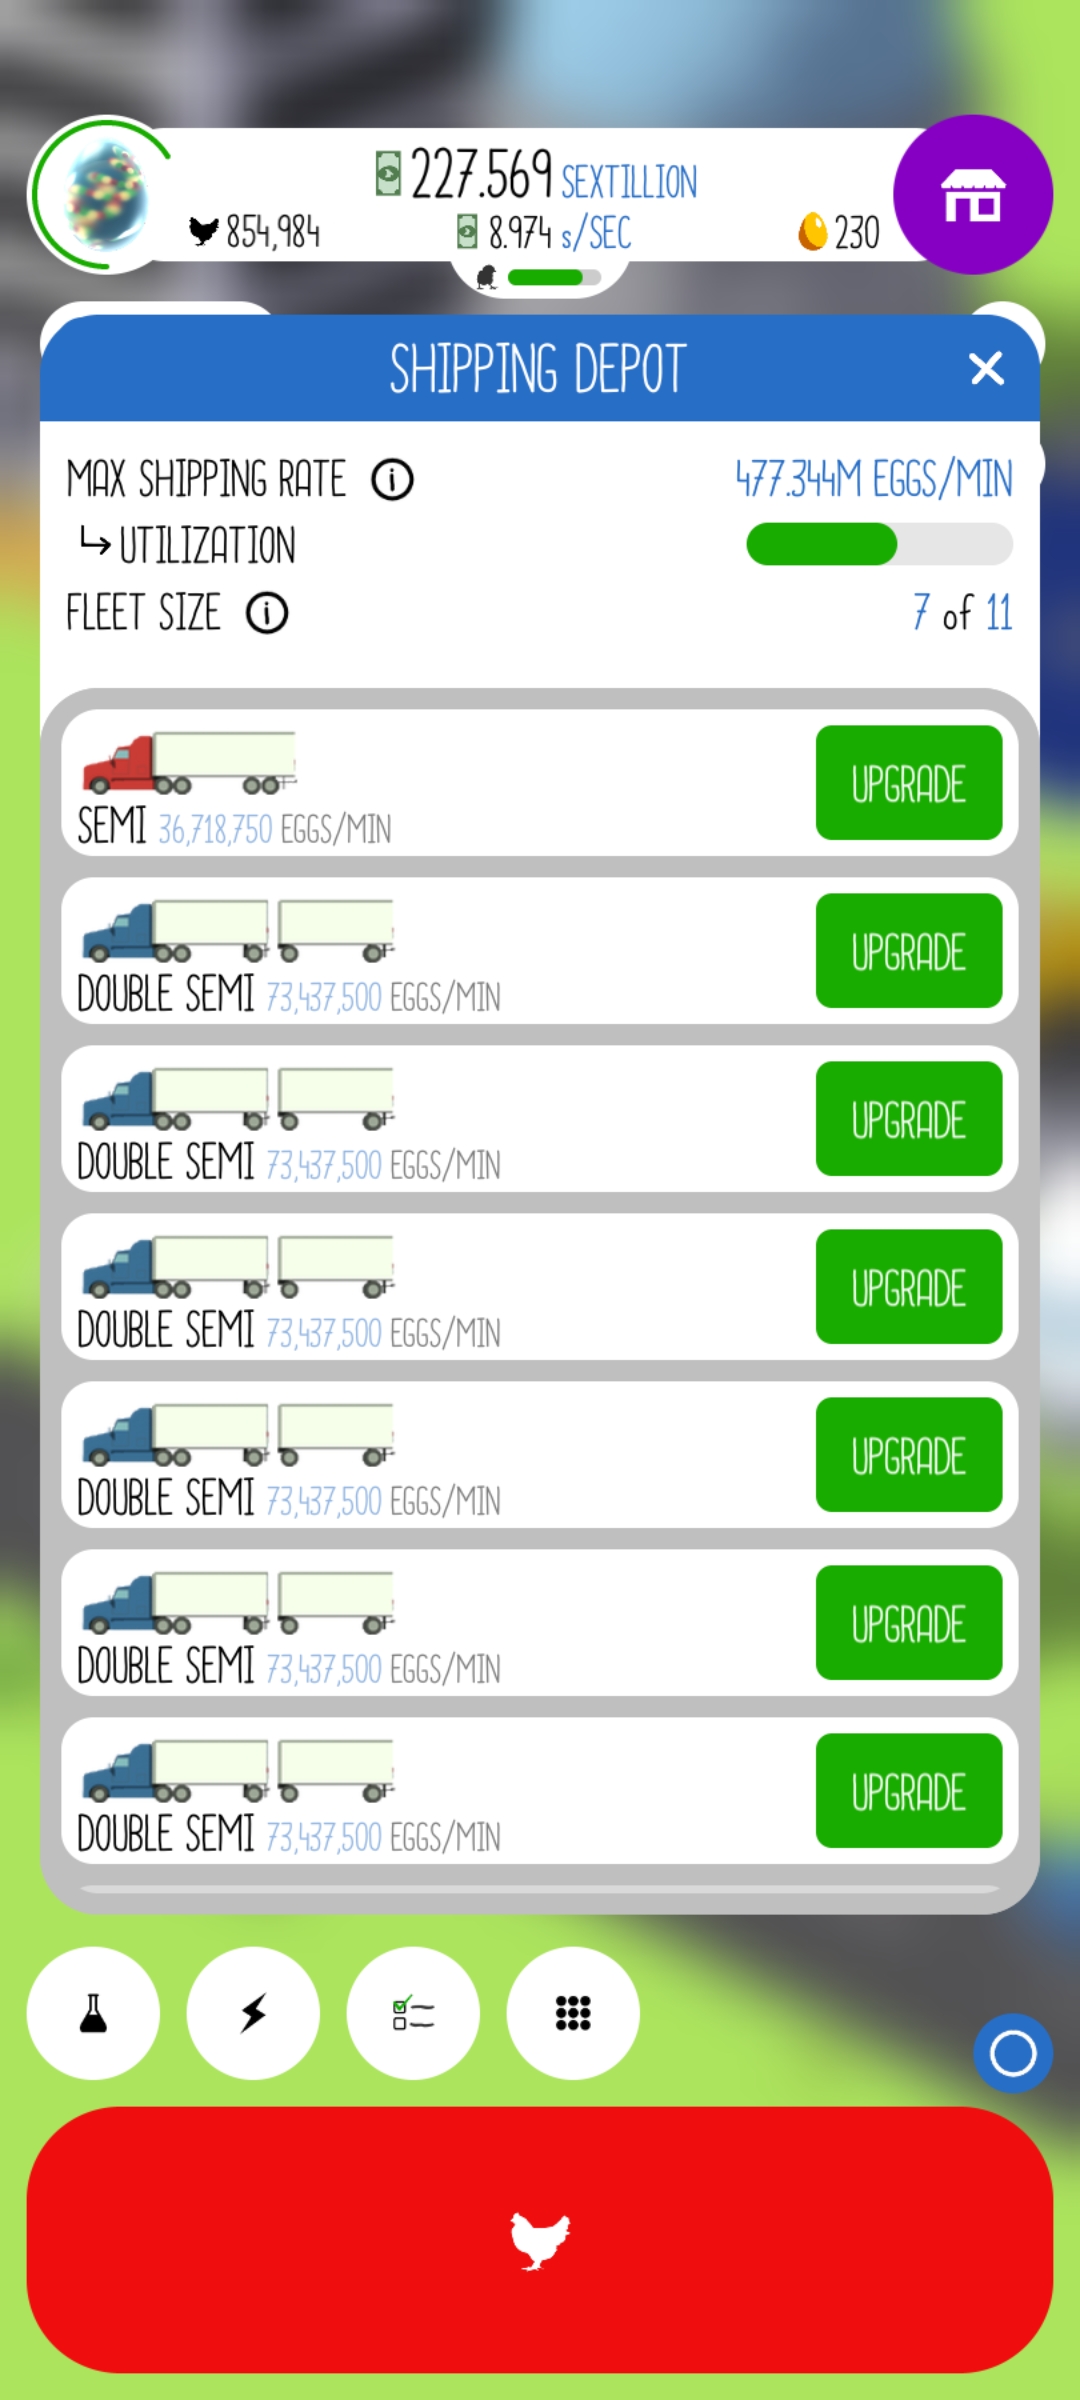 227.569 SEXTILLION
854,984 8.974 s/SEC 230
SHIPPING DEPOT
MAX SHIPPING RATE 477.344M EGGS/MIN
UTILIZATION
FLEET SIZE 7 of 11
SEMI 36,718,750 EGGS/MIN UPGRADE
DOUBLE SEMI 73,437,500 EGGS/MIN UPGRADE
DOUBLE SEMI 73,437,500 EGGS/MIN UPGRADE
DOUBLE SEMI 73,437,500 EGGS/MIN UPGRADE
DOUBLE SEMI 73,437,500 EGGS/MIN UPGRADE
DOUBLE SEMI 73,437,500 EGGS/MIN UPGRADE
DOUBLE SEMI 73,437,500 EGGS/MIN UPGRADE